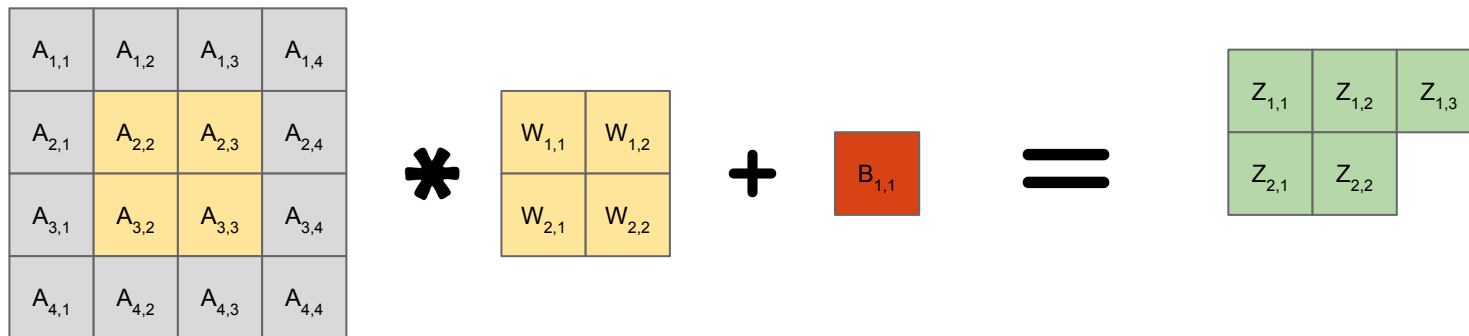 A1,1 A1,2 A1,3 A1,4
Z1,1 Z1,2 Z1,3
A2,1 A2,2 A2,3 A2,4
W1,1 W1,2
* + B1,1 =
A3,1 A3,2 A3,3 A3,4
W2,1 W2,2
Z2,1 Z2,2
A4,1 A4,2 A4,3 A4,4